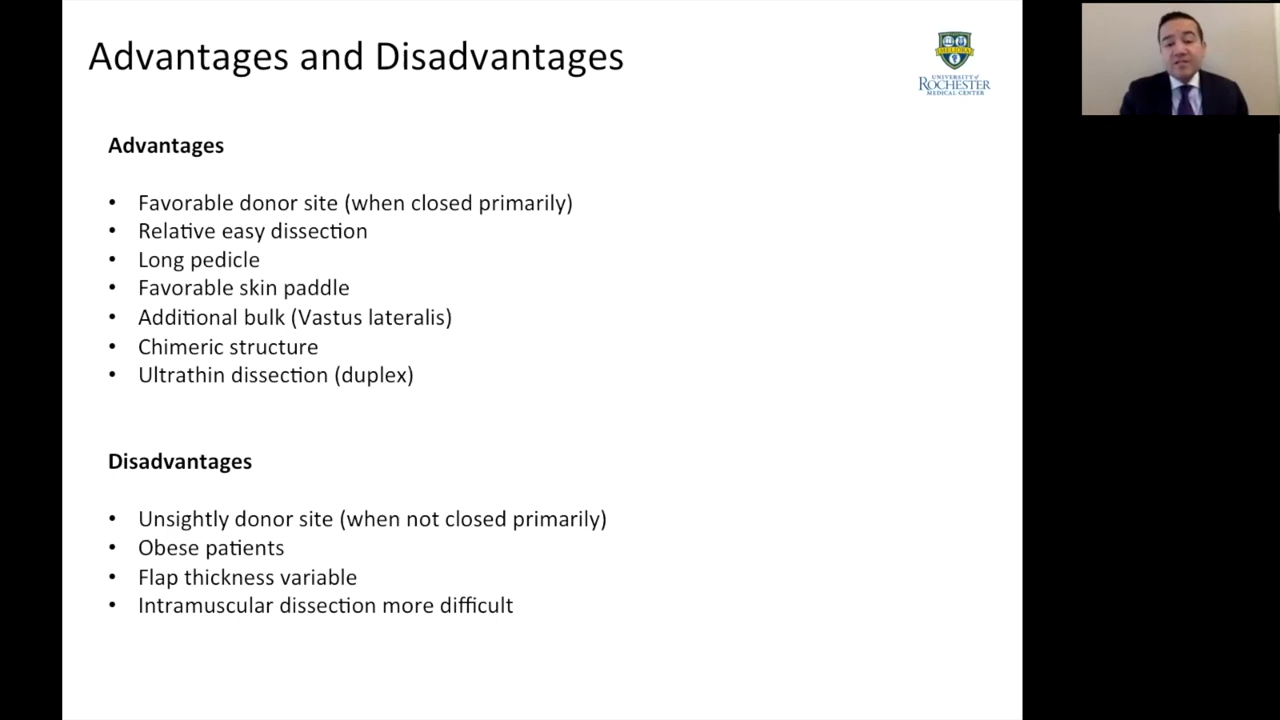 Advantages and Disadvantages
MELIORA
UNIVERSITY of
ROCHESTER
MEDICAL CENTER
Advantages
• Favorable donor site (when closed primarily)
• Relative easy dissection
• Long pedicle
• Favorable skin paddle
• Additional bulk (Vastus lateralis)
• Chimeric structure
• Ultrathin dissection (duplex)
Disadvantages
• Unsightly donor site (when not closed primarily)
• Obese patients
• Flap thickness variable
• Intramuscular dissection more difficult